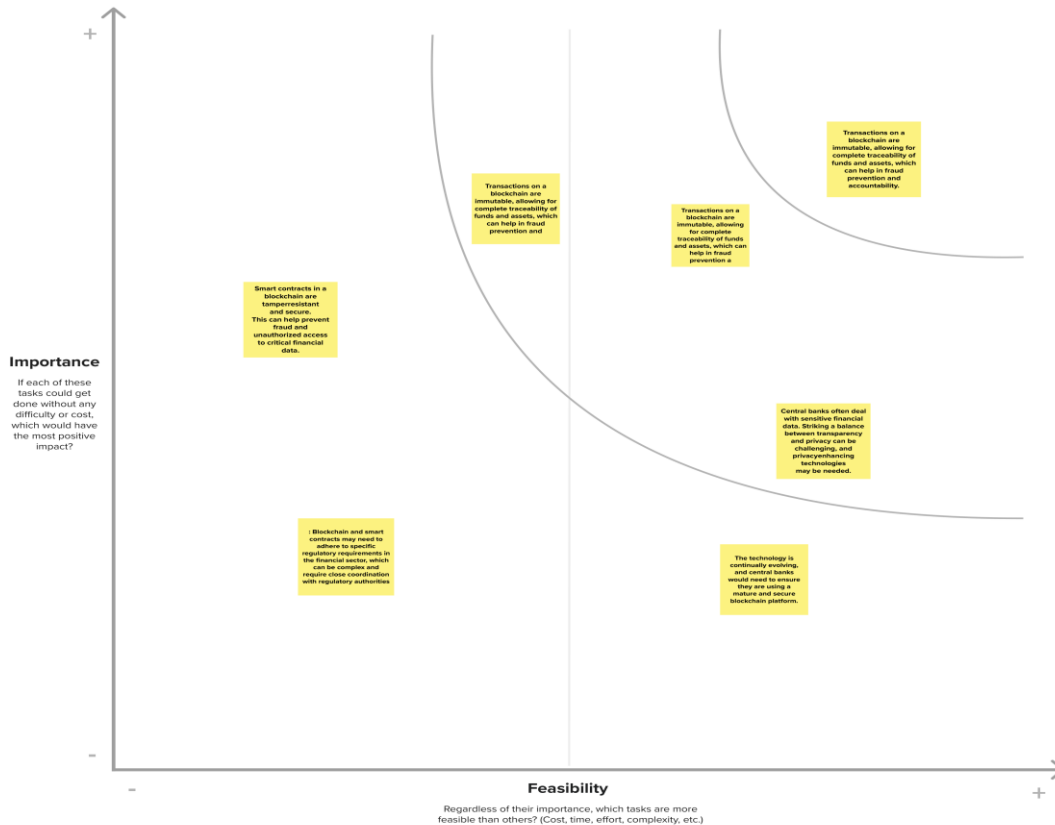 +
Transactions on a
blockchain are
immutable, allowing for
complete traceability of
funds and assets, which
can help in fraud
prevention and
accountability.
Transactions on a
blockchain are
immutable, allowing for
complete traceability of
funds and assets, which
can help in fraud
prevention and
Transactions on a
blockchain are
immutable, allowing
for complete
traceability of funds
and assets, which can
help in fraud
prevention a
Smart contracts in a
blockchain are
tamperresistant
and secure.
This can help prevent
fraud and
unauthorized access
to critical financial
data.
Importance
If each of these
tasks could get
done without any
difficulty or cost,
which would have
the most positive
impact?
Central banks often deal
with sensitive financial
data. Striking a balance
between transparency
and privacy can be
challenging, and
privacyenhancing
technologies
may be needed.
: Blockchain and smart
contracts may need to
adhere to specific
regulatory requirements in
the financial sector, which
can be complex and
require close coordination
with regulatory authorities
The technology is
continually evolving,
and central banks
would need to ensure
they are using a
mature and secure
blockchain platform.
-
-
Feasibility
+
Regardless of their importance, which tasks are more
feasible than others? (Cost, time, effort, complexity, etc.)